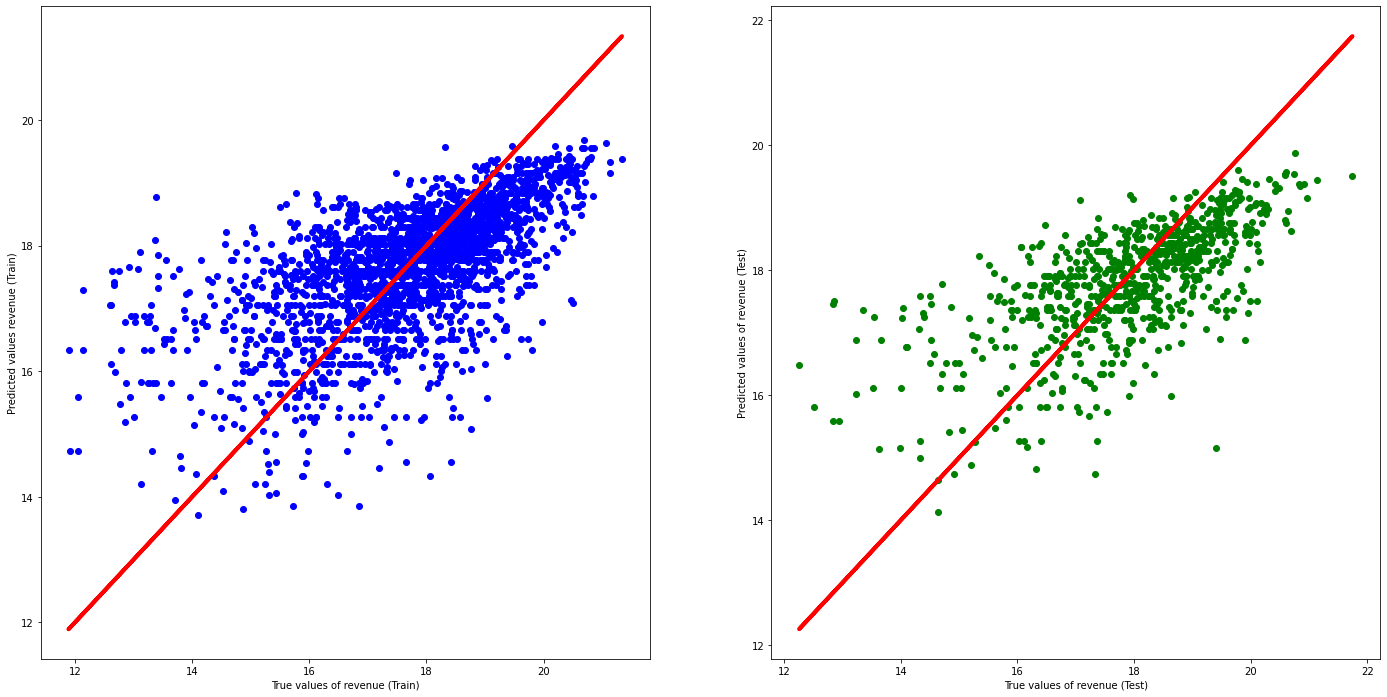 20
18
16
14
12
Predicted values revenue (Train)
12 14 16 18 20
True values of revenue (Train)
22
20
18
16
14
12
Predicted values of revenue (Test)
12 14 16 18 20 22
True values of revenue (Test)